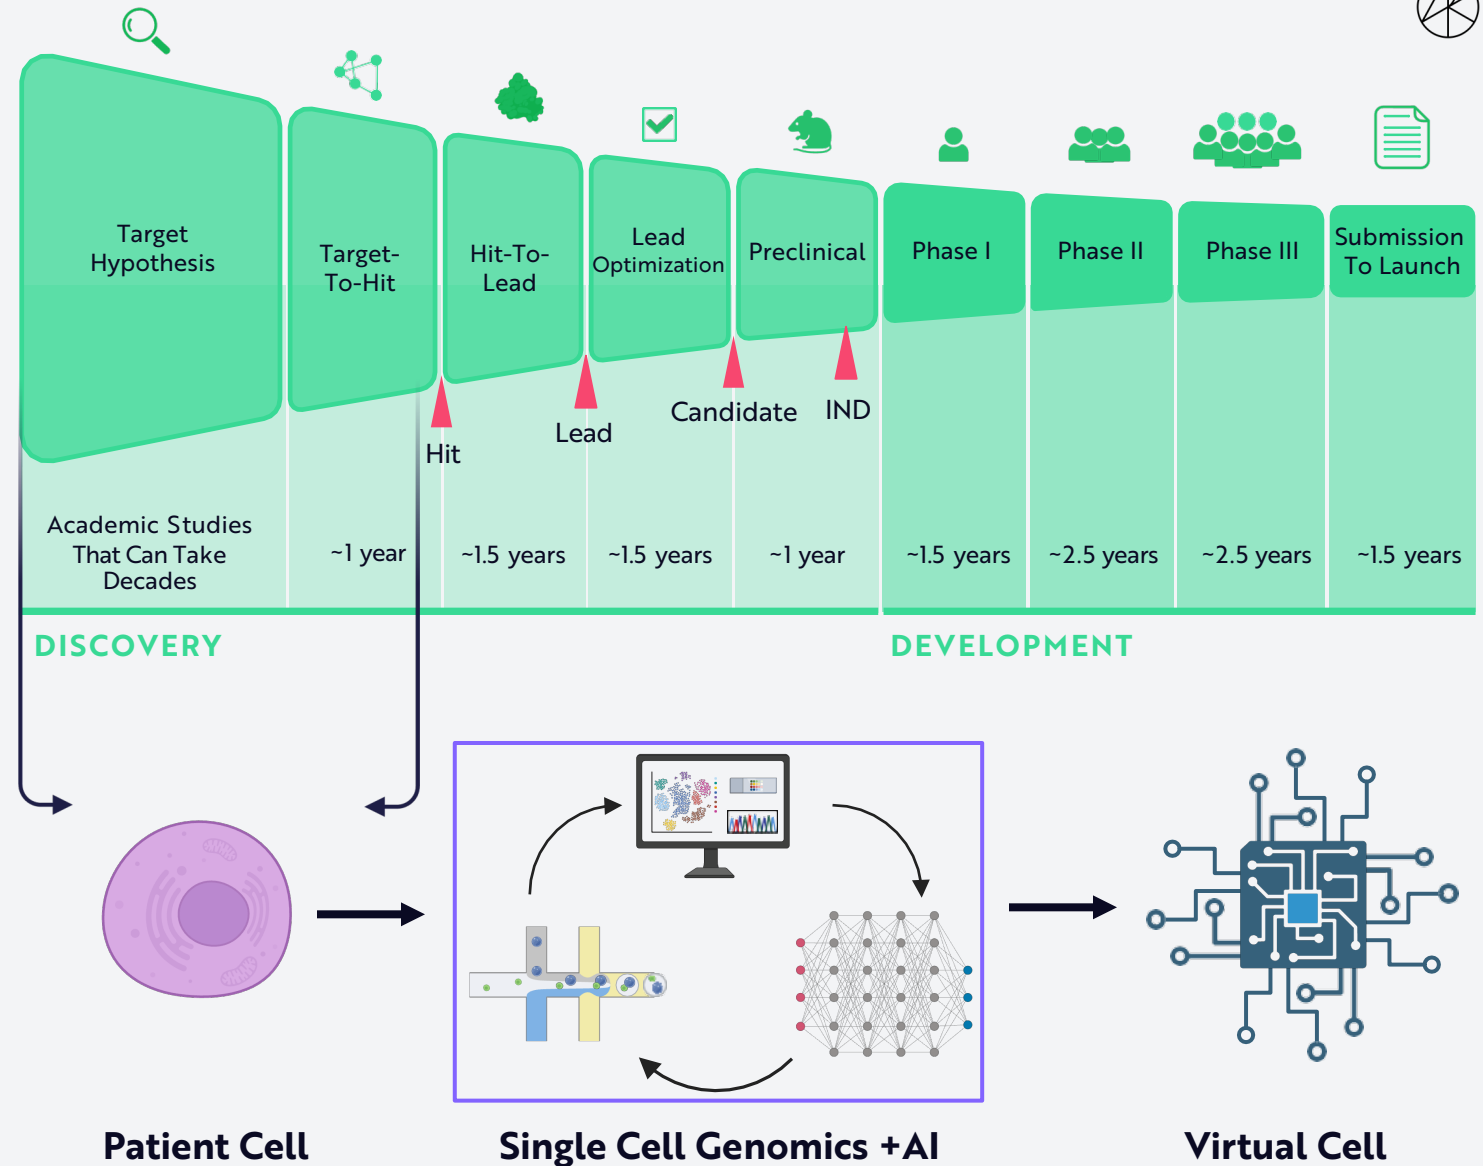 Target
Hypothesis
Target-
To-Hit
Hit-To-
Lead
Lead
Optimization
Preclinical
Phase I
Phase II
Phase III
Submission
To Launch
Hit
Lead
Candidate
IND
Academic Studies
That Can Take
Decades
~1 year
~1.5 years
~1.5 years
~1 year
~1.5 years
~2.5 years
~2.5 years
~1.5 years
DISCOVERY
DEVELOPMENT
Patient Cell
Single Cell Genomics +AI
Virtual Cell